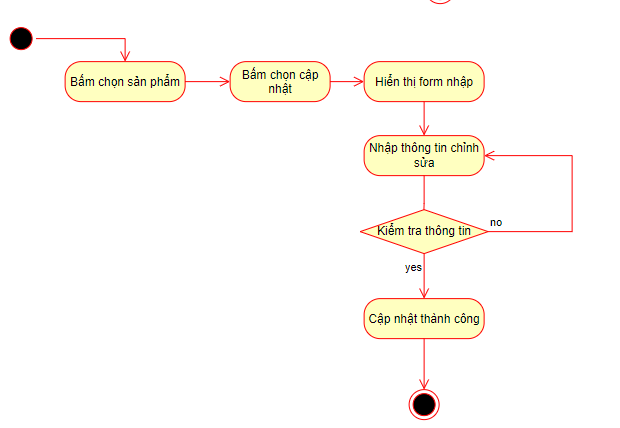 Bấm chọn sản phẩm
Bấm chọn cập
nhật
Hiển thị form nhập
Nhập thông tin chỉnh
sửa
Kiểm tra thông tin
no
yes
Cập nhật thành công